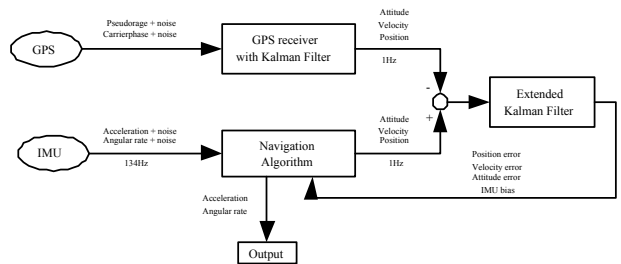 Pseudorage + noise
Carrierphase + noise
GPS
GPS receiver
with Kalman Filter
Attitude
Velocity
Position
1Hz
-
+
Extended
Kalman Filter
Acceleration + noise
Angular rate + noise
134Hz
IMU
Navigation
Algorithm
Attitude
Velocity
Position
1Hz
Position error
Velocity error
Attitude error
IMU bias
Acceleration
Angular rate
Output